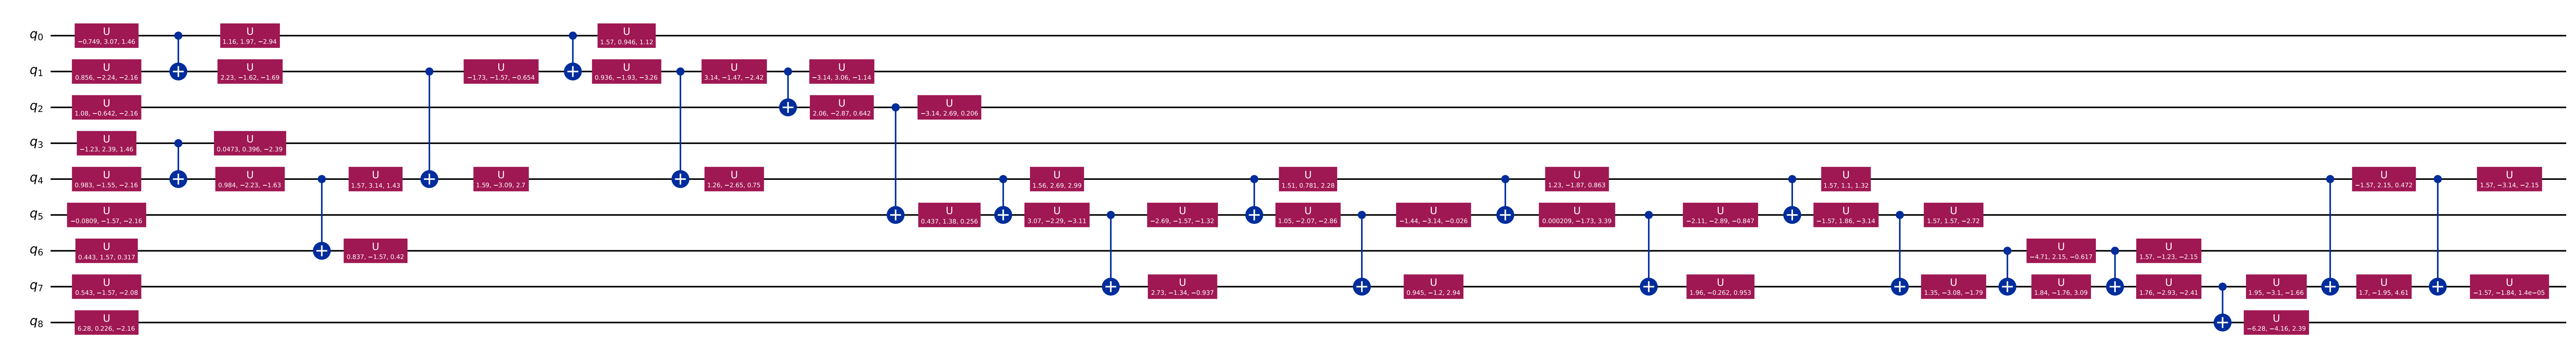 q0 U −0.749, 3.07, 1.46 U 1.16, 1.97, −2.94 U 1.57, 0.946, 1.12
q1 U 0.856, −2.24, −2.16 U 2.23, −1.62, −1.69 U −1.73, −1.57, −0.654 U 0.936, −1.93, −3.26 U 3.14, −1.47, −2.42 U −3.14, 3.06, −1.14
q2 U 1.08, −0.642, −2.16 U 2.06, −2.87, 0.642 U −3.14, 2.69, 0.206
q3 U −1.23, 2.39, 1.46 U 0.0473, 0.396, −2.39
q4 U 0.983, −1.55, −2.16 U 0.984, −2.23, −1.63 U 1.57, 3.14, 1.43 U 1.59, −3.09, 2.7 U 1.26, −2.65, 0.75 U 1.56, 2.69, 2.99 U 1.51, 0.781, 2.28 U 1.23, −1.87, 0.863 U 1.57, 1.1, 1.32 U −1.57, 2.15, 0.472 U 1.57, −3.14, −2.15
q5 U −0.0809, −1.57, −2.16 U 0.437, 1.38, 0.256 U 3.07, −2.29, −3.11 U −2.69, −1.57, −1.32 U 1.05, −2.07, −2.86 U −1.44, −3.14, −0.026 U 0.000209, −1.73, 3.39 U −2.11, −2.89, −0.847 U −1.57, 1.86, −3.14 U 1.57, 1.57, −2.72
q6 U 0.443, 1.57, 0.317 U 0.837, −1.57, 0.42 U −4.71, 2.15, −0.617 U 1.57, −1.23, −2.15
q7 U 0.543, −1.57, −2.08 U 2.73, −1.34, −0.937 U 0.945, −1.2, 2.94 U 1.96, −0.262, 0.953 U 1.35, −3.08, −1.79 U 1.84, −1.76, 3.09 U 1.76, −2.93, −2.41 U 1.95, −3.1, −1.66 U 1.7, −1.95, 4.61 U −1.57, −1.84, 1.4e−05
q8 U 6.28, 0.226, −2.16 U −6.28, −4.16, 2.39